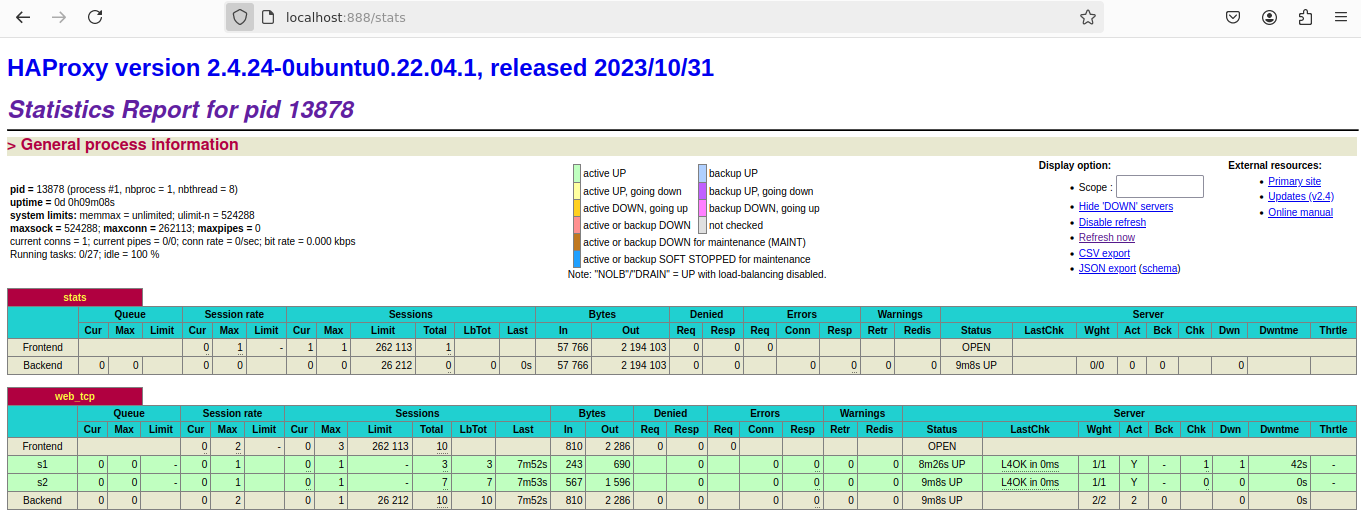 localhost:888/stats
HAProxy version 2.4.24-0ubuntu0.22.04.1, released 2023/10/31
Statistics Report for pid 13878
> General process information
pid = 13878 (process #1, nbproc = 1, nbthread = 8)
uptime = 0d 0h09m08s
system limits: memmax = unlimited; ulimit-n = 524288
maxsock = 524288; maxconn = 262113; maxpipes = 0
current conns = 1; current pipes = 0/0; conn rate = 0/sec; bit rate = 0.000 kbps
Running tasks: 0/27; idle = 100 %
active UP backup UP
active UP, going down backup UP, going down
active DOWN, going up backup DOWN, going up
active or backup DOWN not checked
active or backup DOWN for maintenance (MAINT)
active or backup SOFT STOPPED for maintenance
Note: "NOLB"/"DRAIN" = UP with load-balancing disabled.
Display option:
• Scope :
• Hide 'DOWN' servers
• Disable refresh
• Refresh now
• CSV export
• JSON export (schema)
External resources:
• Primary site
• Updates (v2.4)
• Online manual
stats
Queue Session rate Sessions Bytes Denied Errors Warnings Server
Cur Max Limit Cur Max Limit Cur Max Limit Total LbTot Last In Out Req Resp Req Conn Resp Retr Redis Status LastChk Wght Act Bck Chk Dwn Dwntme Thrtle
Frontend 0 1 - 1 1 262 113 1 57 766 2 194 103 0 0 0 OPEN
Backend 0 0 0 0 0 0 26 212 0 0 0s 57 766 2 194 103 0 0 0 0 0 0 9m8s UP 0/0 0 0 0
web_tcp
Queue Session rate Sessions Bytes Denied Errors Warnings Server
Cur Max Limit Cur Max Limit Cur Max Limit Total LbTot Last In Out Req Resp Req Conn Resp Retr Redis Status LastChk Wght Act Bck Chk Dwn Dwntme Thrtle
Frontend 0 2 - 0 3 262 113 10 810 2 286 0 0 0 OPEN
s1 0 0 - 0 1 0 1 - 3 3 7m52s 243 690 0 0 0 0 0 8m26s UP L4OK in 0ms 1/1 Y - 1 1 42s -
s2 0 0 - 0 1 0 1 - 7 7 7m53s 567 1 596 0 0 0 0 0 9m8s UP L4OK in 0ms 1/1 Y - 0 0 0s -
Backend 0 0 0 2 0 1 26 212 10 10 7m52s 810 2 286 0 0 0 0 0 0 9m8s UP 2/2 2 0 0 0s